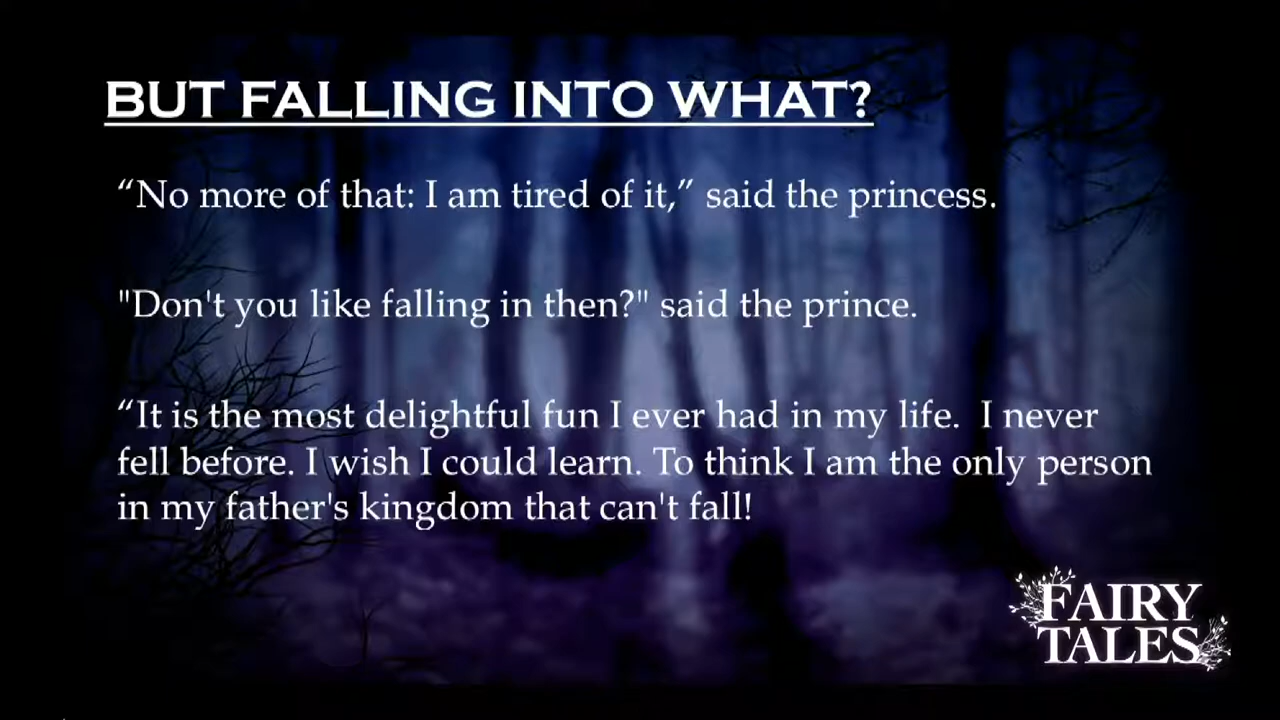 BUT FALLING INTO WHAT?
“No more of that: I am tired of it,” said the princess.
"Don't you like falling in then?" said the prince.
“It is the most delightful fun I ever had in my life.  I never
fell before. I wish I could learn. To think I am the only person
in my father's kingdom that can't fall!
FAIRY
TALES